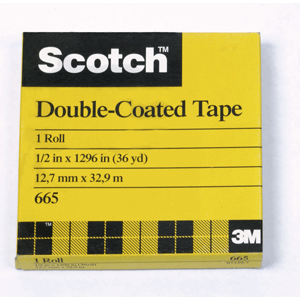 Scotch™
Double-Coated Tape
1 Roll
1/2 in x 1296 in (36 yd)
12,7 mm x 32,9 m
665
™
3M
1 Roll 665